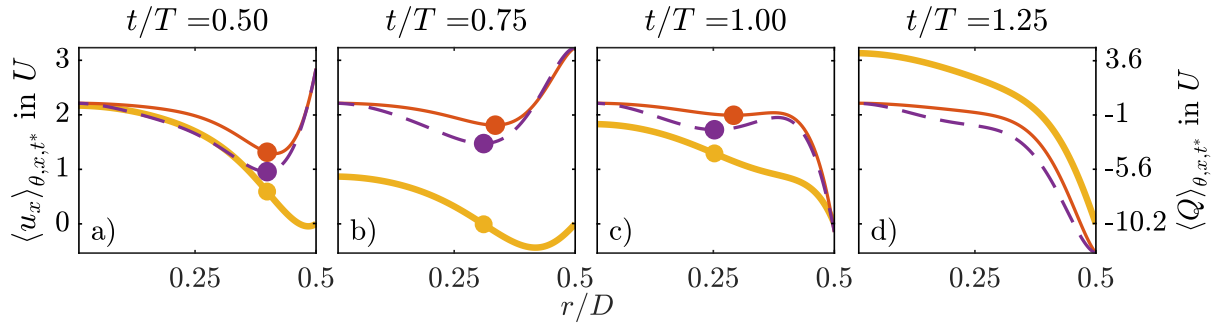 t/T =0.50 t/T =0.75 t/T =1.00 t/T =1.25
⟨u_x⟩_{θ,x,t*} in U
3
2
1
0
a) b) c) d)
3.6
-1
-5.6
-10.2
⟨Q⟩_{θ,x,t*} in U
0.25 0.5 0.25 0.5 0.25 0.5 0.25 0.5
r/D